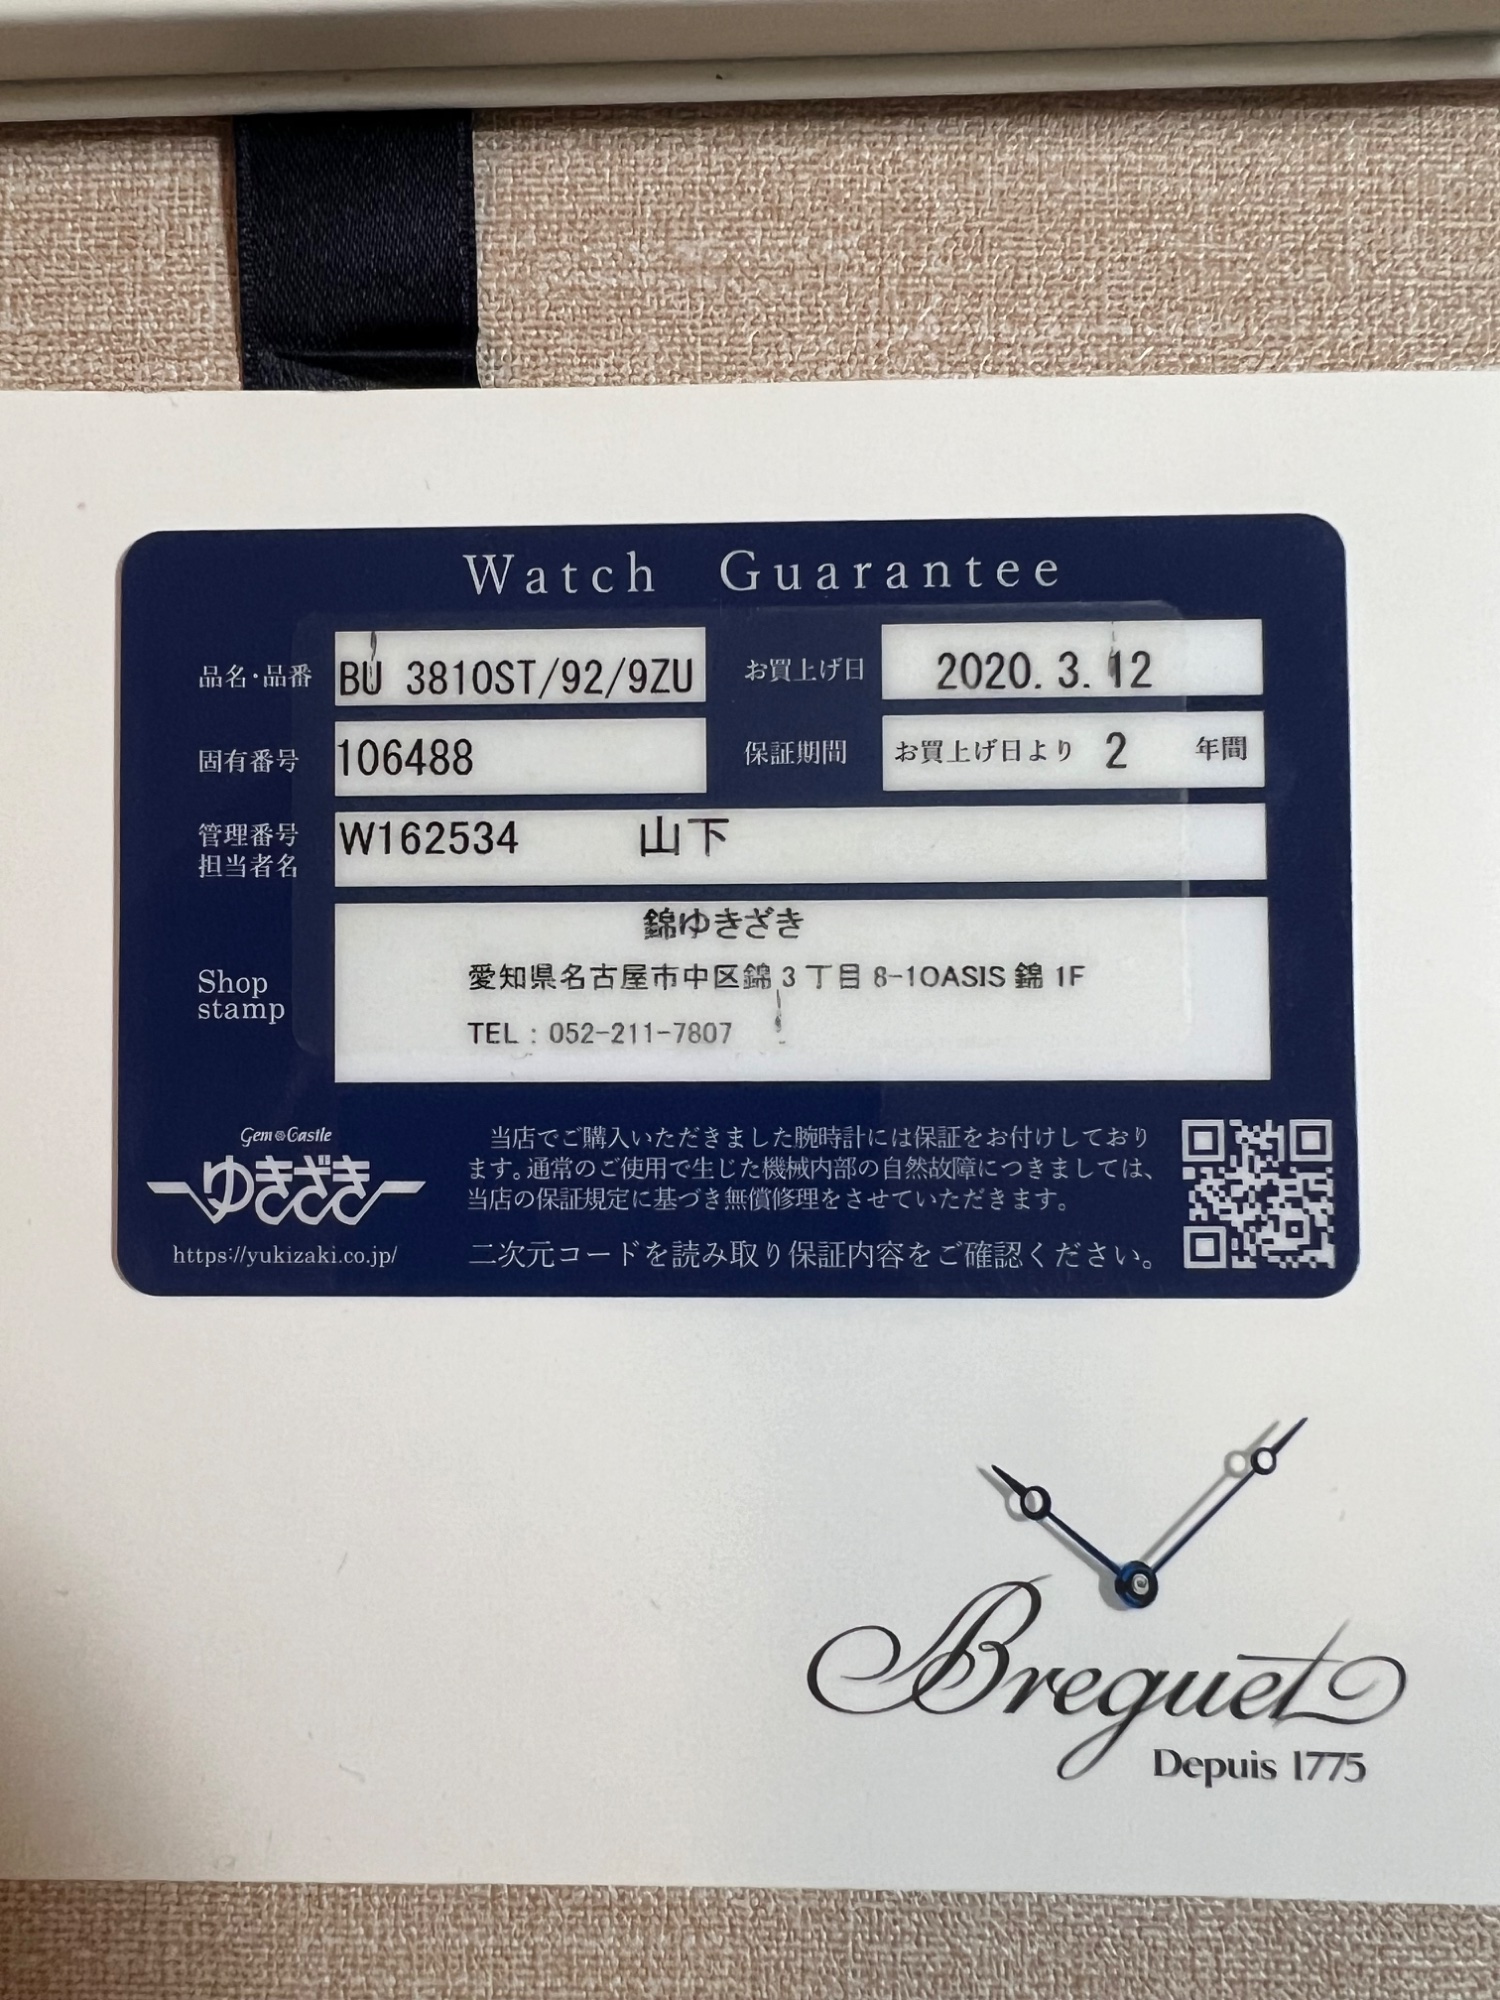 Watch Guarantee
品名・品番 BU 3810ST/92/9ZU お買上げ日 2020.3.12
固有番号 106488 保証期間 お買上げ日より 2 年間
管理番号 W162534 山下
担当者名
錦ゆきざき
Shop 愛知県名古屋市中区錦3丁目8-1OASIS錦 1F
stamp TEL:052-211-7807
Gem Castle
ゆきざき
https://yukizaki.co.jp/
当店でご購入いただきました腕時計には保証をお付けしており
ます。通常のご使用で生じた機械内部の自然故障につきましては、
当店の保証規定に基づき無償修理をさせていただきます。
二次元コードを読み取り保証内容をご確認ください。
Breguet
Depuis 1775